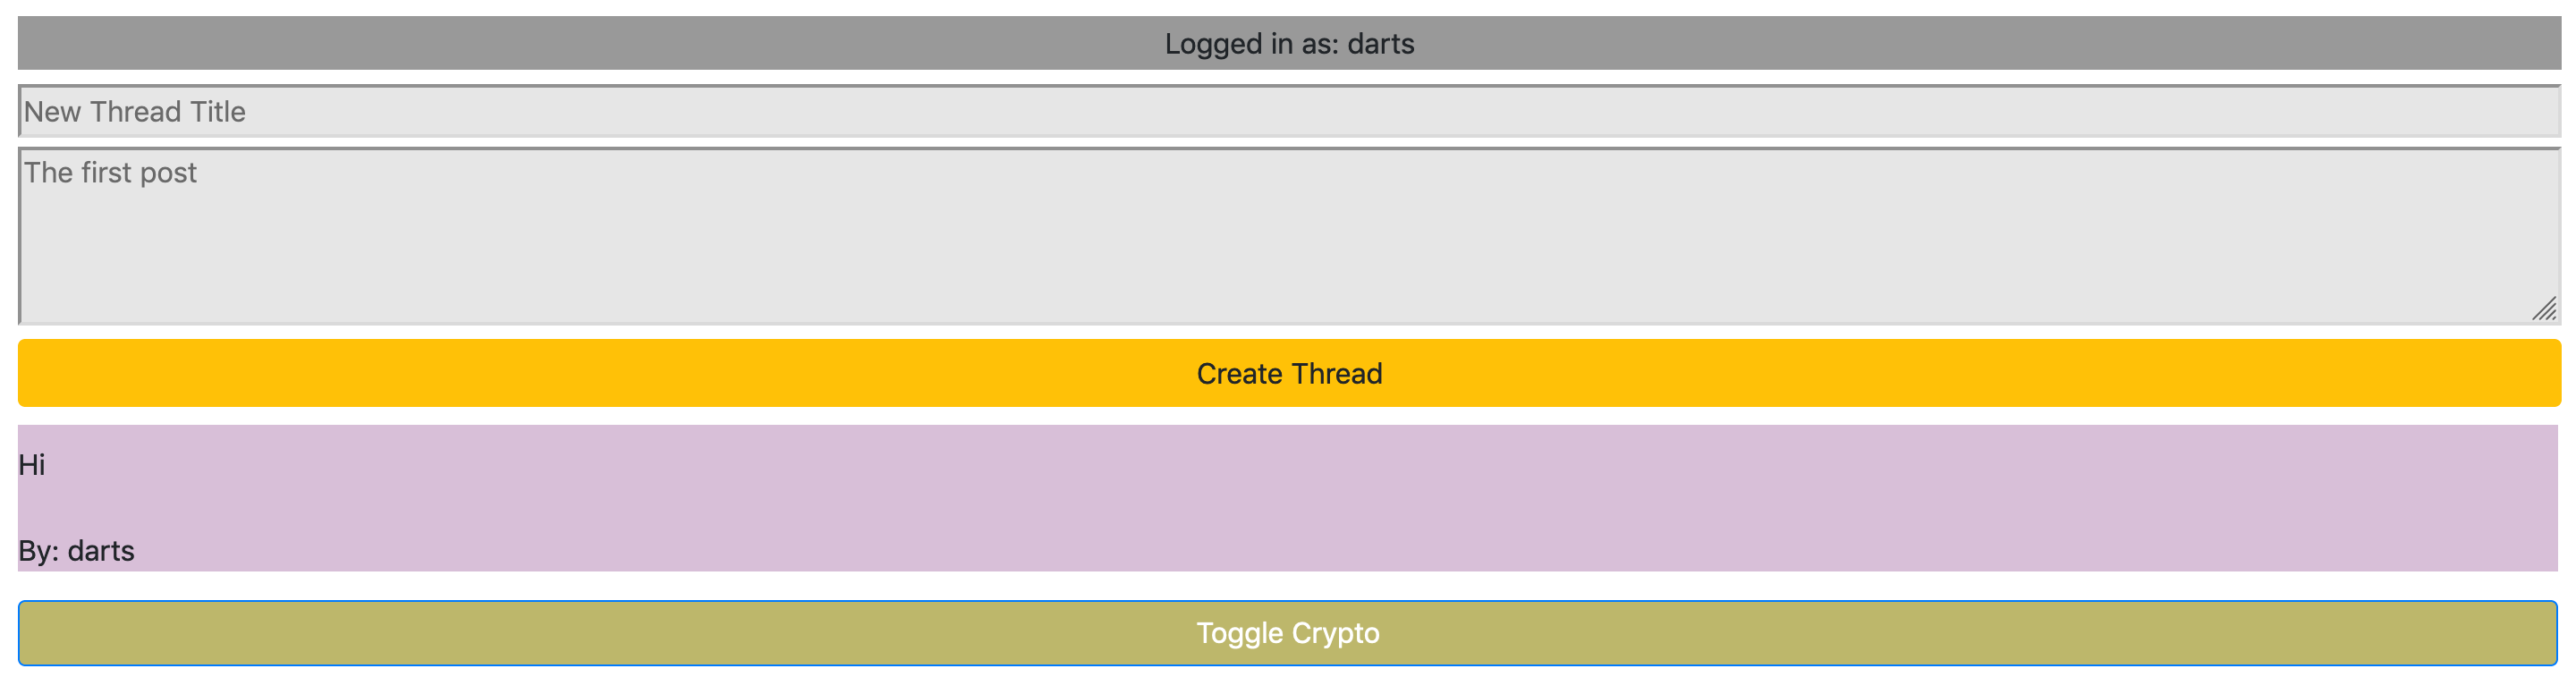 Logged in as: darts
New Thread Title
The first post
Create Thread
Hi
By: darts
Toggle Crypto